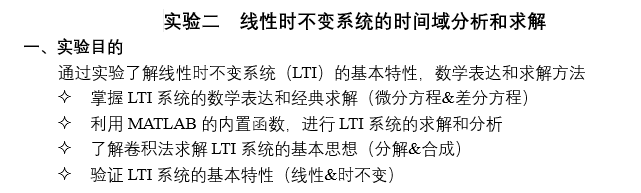 实验二 线性时不变系统的时间域分析和求解
一、实验目的
通过实验了解线性时不变系统（LTI）的基本特性，数学表达和求解方法
✧ 掌握 LTI 系统的数学表达和经典求解（微分方程&差分方程）
✧ 利用 MATLAB 的内置函数，进行 LTI 系统的求解和分析
✧ 了解卷积法求解 LTI 系统的基本思想（分解&合成）
✧ 验证 LTI 系统的基本特性（线性&时不变）